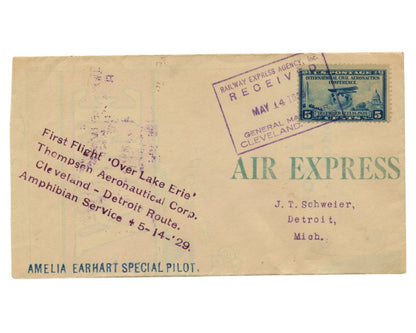 RAILWAY EXPRESS AGENCY, Inc.
RECEIVED
MAY 14
GENERAL
CLEVELAND
U.S. POSTAGE
INTERNATIONAL CIVIL AERONAUTICS
CONFERENCE
5 CENTS 5
AIR EXPRESS
First Flight 'Over Lake Erie'
Thompson Aeronautical Corp.
Cleveland - Detroit Route.
Amphibian Service 5-14-'29.
J. T. Schweier,
Detroit,
Mich.
AMELIA EARHART SPECIAL PILOT.